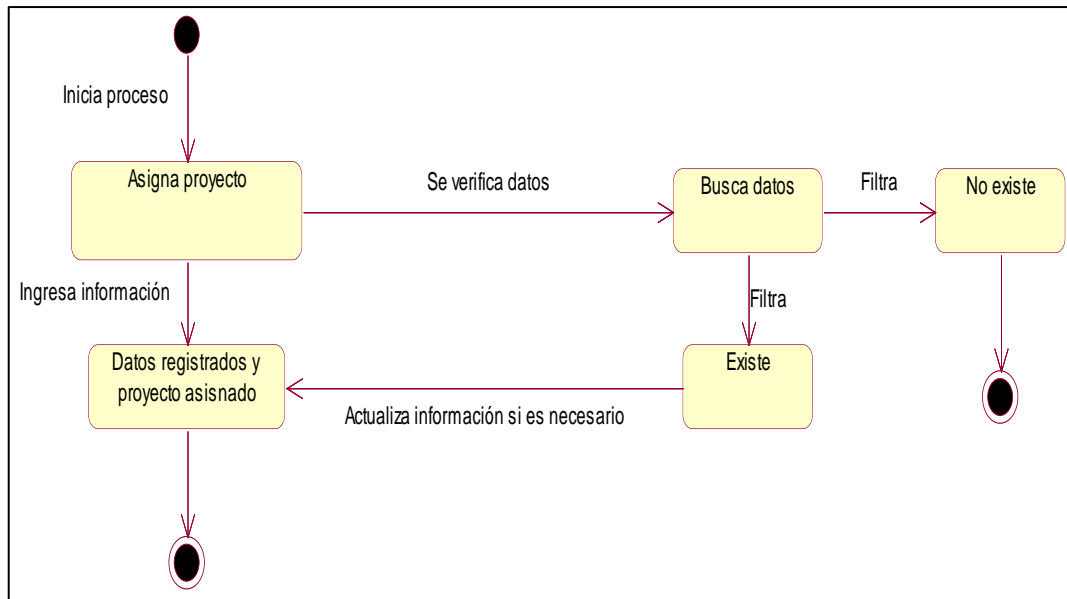 Inicia proceso
Asigna proyecto
Se verifica datos
Busca datos
Filtra
No existe
Ingresa información
Filtra
Datos registrados y
proyecto asisnado
Existe
Actualiza información si es necesario